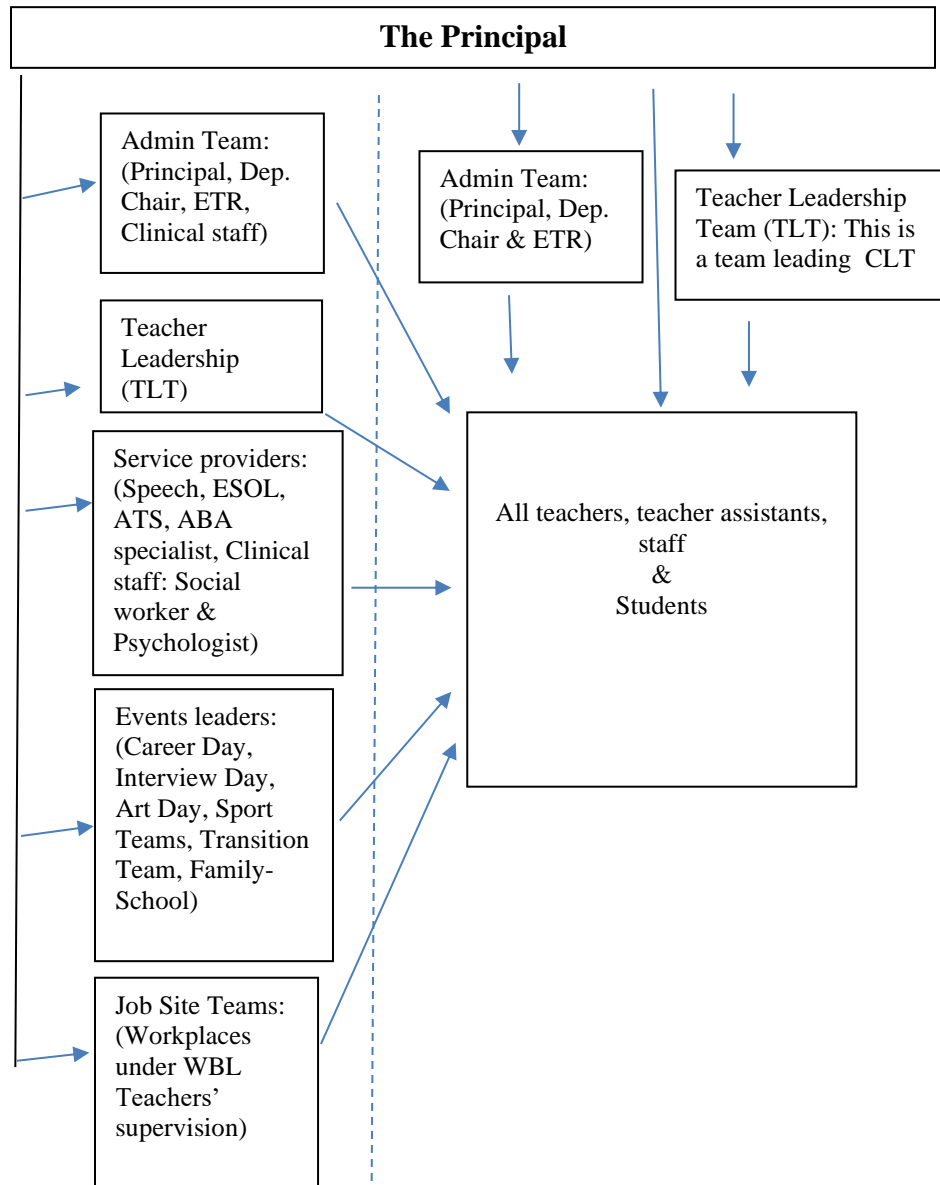 The Principal
Admin Team:
(Principal, Dep.
Chair, ETR,
Clinical staff)
Teacher
Leadership
(TLT)
Service providers:
(Speech, ESOL,
ATS, ABA
specialist, Clinical
staff: Social
worker &
Psychologist)
Events leaders:
(Career Day,
Interview Day,
Art Day, Sport
Teams, Transition
Team, Family-
School)
Job Site Teams:
(Workplaces
under WBL
Teachers’
supervision)
Admin Team:
(Principal, Dep.
Chair & ETR)
Teacher Leadership
Team (TLT): This is
a team leading CLT
All teachers, teacher assistants,
staff
&
Students